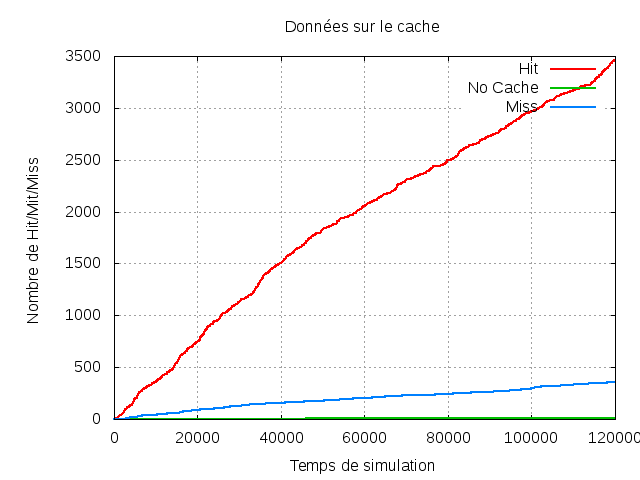 Données sur le cache
Nombre de Hit/Mit/Miss
3500
3000
2500
2000
1500
1000
500
0
Hit
No Cache
Miss
0 20000 40000 60000 80000 100000 120000
Temps de simulation